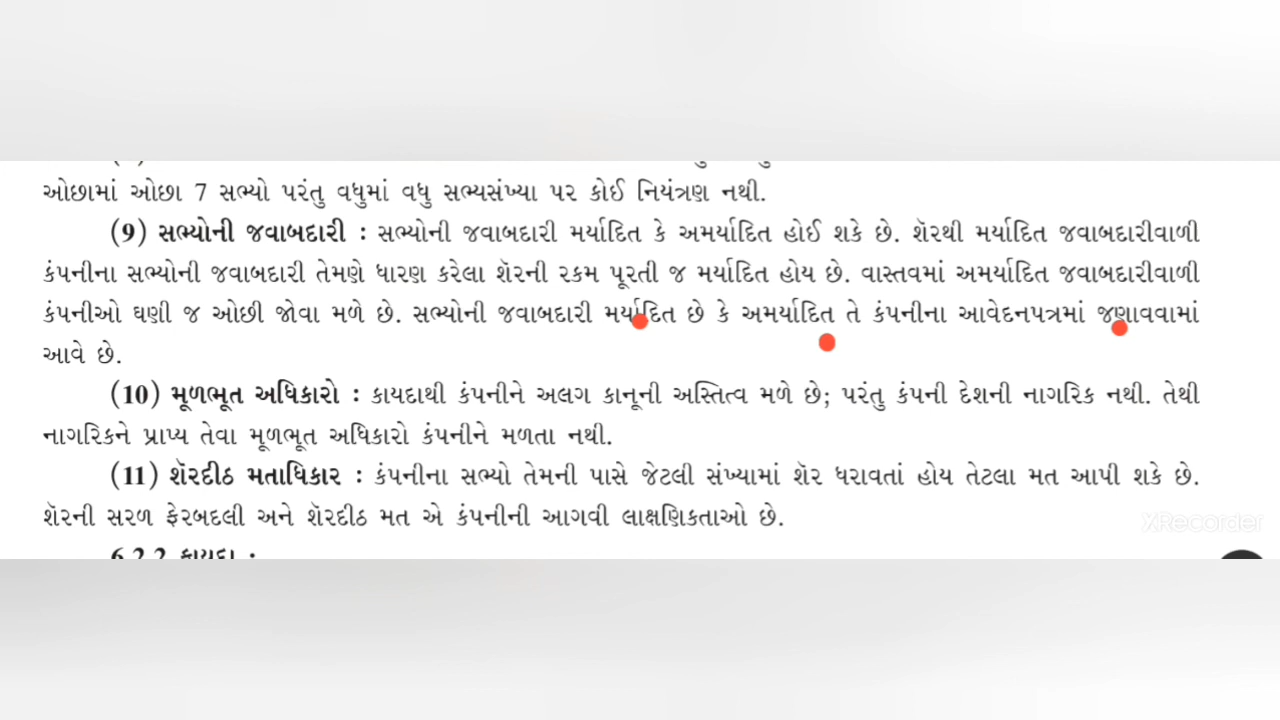 ઓછામાં ઓછા 7 સભ્યો પરંતુ વધુમાં વધુ સભ્યસંખ્યા પર કોઈ નિયંત્રણ નથી.
(9) સભ્યોની જવાબદારી : સભ્યોની જવાબદારી મર્યાદિત કે અમર્યાદિત હોઈ શકે છે. શૅરથી મર્યાદિત જવાબદારીવાળી
કંપનીના સભ્યોની જવાબદારી તેમણે ધારણ કરેલા શૅરની રકમ પૂરતી જ મર્યાદિત હોય છે. વાસ્તવમાં અમર્યાદિત જવાબદારીવાળી
કંપનીઓ ઘણી જ ઓછી જોવા મળે છે. સભ્યોની જવાબદારી મર્યાદિત છે કે અમર્યાદિત તે કંપનીના આવેદનપત્રમાં જણાવવામાં
આવે છે.
(10) મૂળભૂત અધિકારો : કાયદાથી કંપનીને અલગ કાનૂની અસ્તિત્વ મળે છે; પરંતુ કંપની દેશની નાગરિક નથી. તેથી
નાગરિકને પ્રાપ્ય તેવા મૂળભૂત અધિકારો કંપનીને મળતા નથી.
(11) શૅરદીઠ મતાધિકાર : કંપનીના સભ્યો તેમની પાસે જેટલી સંખ્યામાં શૅર ધરાવતાં હોય તેટલા મત આપી શકે છે.
શૅરની સરળ ફેરબદલી અને શૅરદીઠ મત એ કંપનીની આગવી લાક્ષણિકતાઓ છે.
XRecorder
6.2.2 કાયદા :